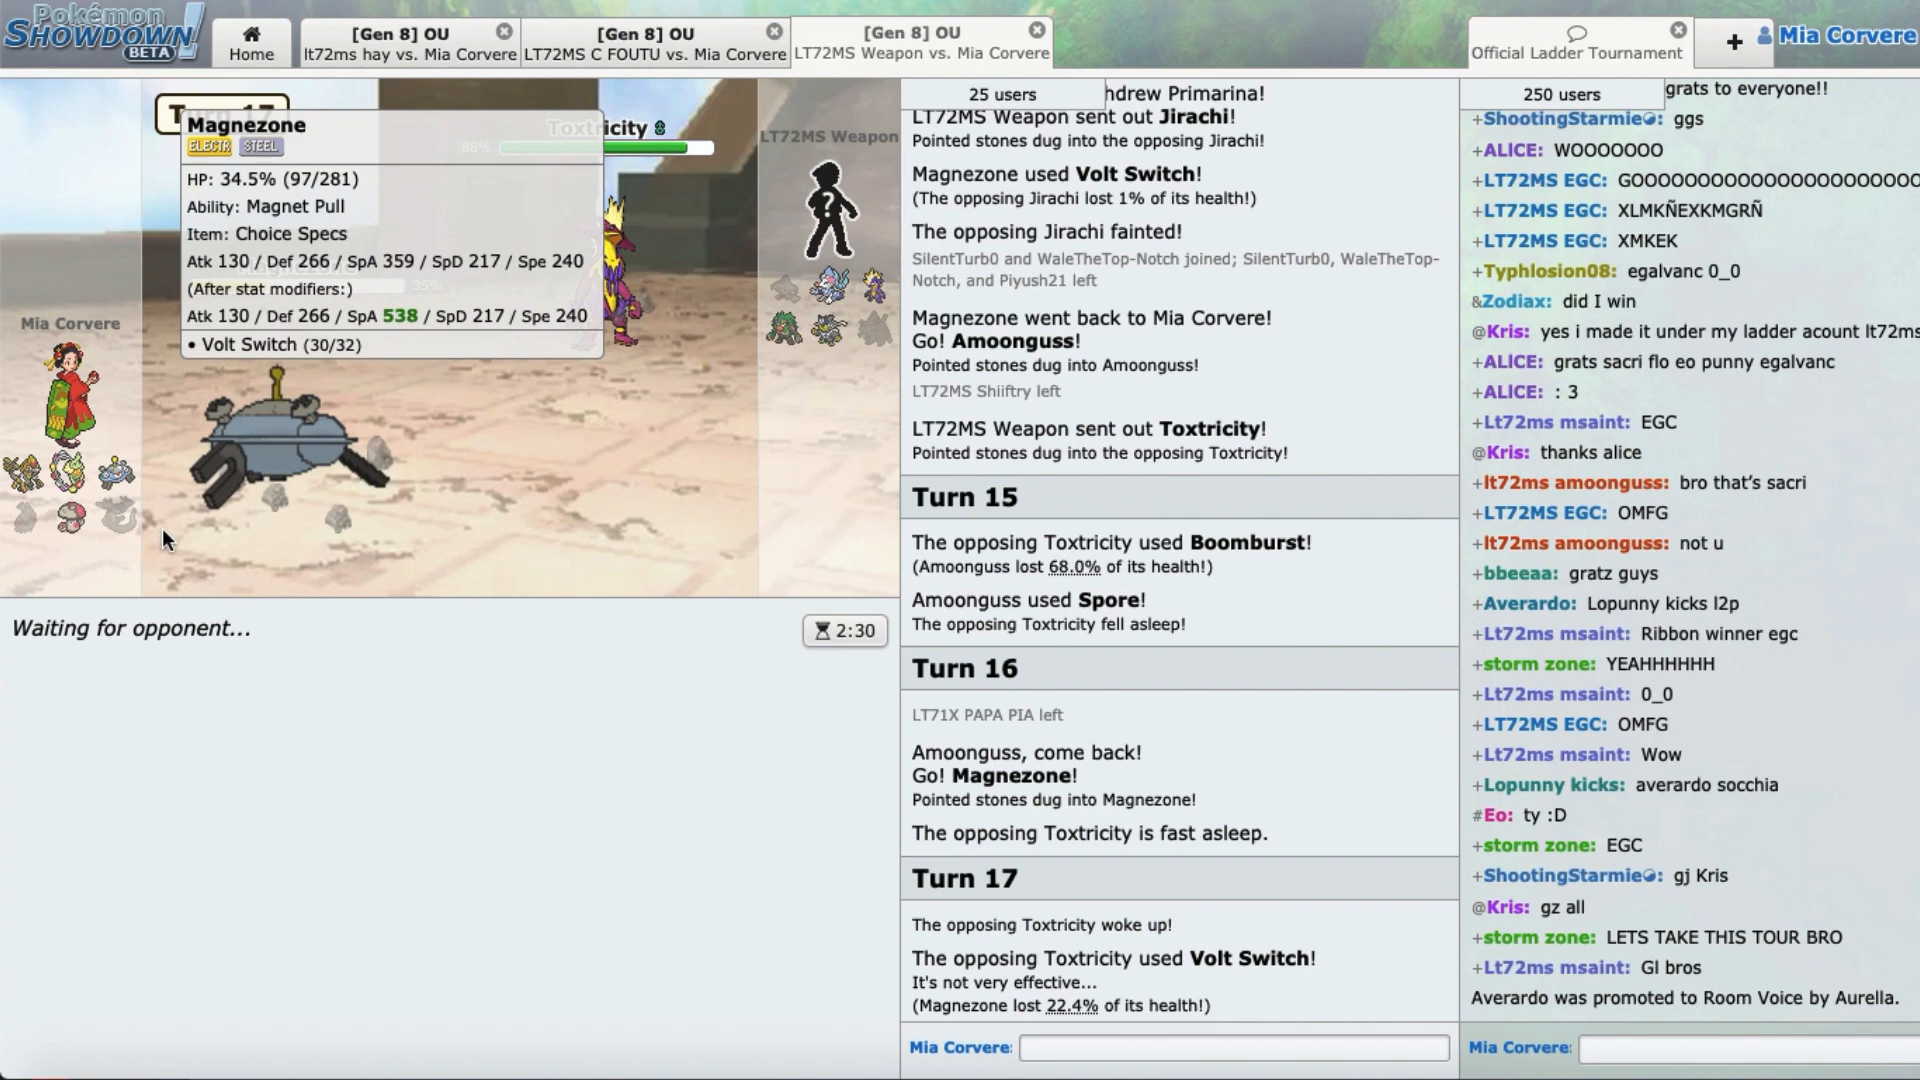 Pokémon
SHOWDOWN!
BETA
Home
[Gen 8] OU
lt72ms hay vs. Mia Corvere
[Gen 8] OU
LT72MS C FOUTU vs. Mia Corvere
[Gen 8] OU
LT72MS Weapon vs. Mia Corvere
Official Ladder Tournament
+
Mia Corvere
Turn 17
Magnezone
ELECTR STEEL
HP: 34.5% (97/281)
Ability: Magnet Pull
Item: Choice Specs
Atk 130 / Def 266 / SpA 359 / SpD 217 / Spe 240
(After stat modifiers:)
Atk 130 / Def 266 / SpA 538 / SpD 217 / Spe 240
• Volt Switch (30/32)
Toxtricity
88%
35%
LT72MS Weapon
Mia Corvere
Waiting for opponent...
2:30
25 users
hdrew Primarina!
LT72MS Weapon sent out Jirachi!
Pointed stones dug into the opposing Jirachi!
Magnezone used Volt Switch!
(The opposing Jirachi lost 1% of its health!)
The opposing Jirachi fainted!
SilentTurb0 and WaleTheTop-Notch joined; SilentTurb0, WaleTheTop-
Notch, and Piyush21 left
Magnezone went back to Mia Corvere!
Go! Amoonguss!
Pointed stones dug into Amoonguss!
LT72MS Shiiftry left
LT72MS Weapon sent out Toxtricity!
Pointed stones dug into the opposing Toxtricity!
Turn 15
The opposing Toxtricity used Boomburst!
(Amoonguss lost 68.0% of its health!)
Amoonguss used Spore!
The opposing Toxtricity fell asleep!
Turn 16
LT71X PAPA PIA left
Amoonguss, come back!
Go! Magnezone!
Pointed stones dug into Magnezone!
The opposing Toxtricity is fast asleep.
Turn 17
The opposing Toxtricity woke up!
The opposing Toxtricity used Volt Switch!
It's not very effective...
(Magnezone lost 22.4% of its health!)
Mia Corvere:
250 users
grats to everyone!!
+ShootingStarmie: ggs
+ALICE: WOOOOOOO
+LT72MS EGC: GOOOOOOOOOOOOOOOOOOOOOO
+LT72MS EGC: XLMKÑEXKMGRÑ
+LT72MS EGC: XMKEK
+Typhlosion08: egalvanc 0_0
&Zodiax: did I win
@Kris: yes i made it under my ladder acount lt72ms
+ALICE: grats sacri flo eo punny egalvanc
+ALICE: : 3
+Lt72ms msaint: EGC
@Kris: thanks alice
+lt72ms amoonguss: bro that's sacri
+LT72MS EGC: OMFG
+lt72ms amoonguss: not u
+bbeeaa: gratz guys
+Averardo: Lopunny kicks l2p
+Lt72ms msaint: Ribbon winner egc
+storm zone: YEAHHHHHH
+Lt72ms msaint: 0_0
+LT72MS EGC: OMFG
+Lt72ms msaint: Wow
+Lopunny kicks: averardo socchia
#Eo: ty :D
+storm zone: EGC
+ShootingStarmie: gj Kris
@Kris: gz all
+storm zone: LETS TAKE THIS TOUR BRO
+Lt72ms msaint: Gl bros
Averardo was promoted to Room Voice by Aurella.
Mia Corvere: